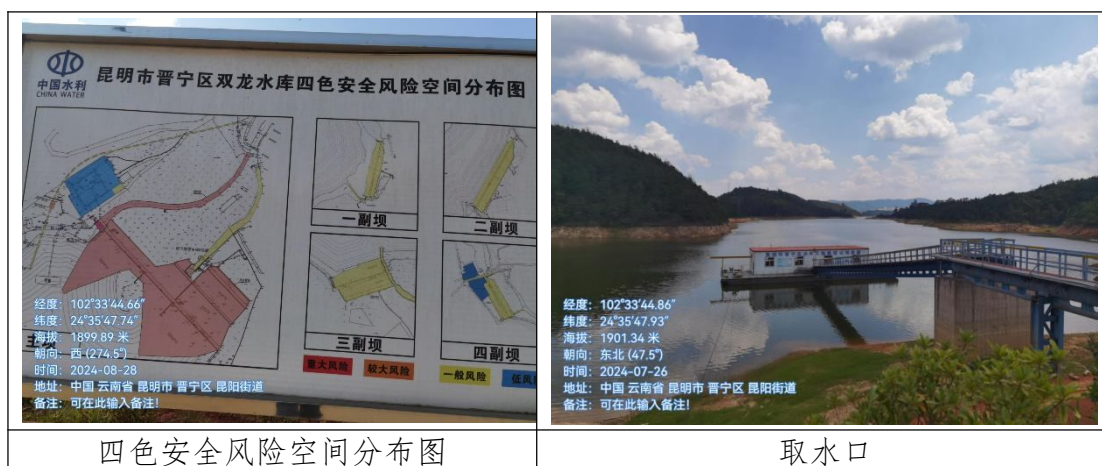 中国水利
CHINA WATER
昆明市晋宁区双龙水库四色安全风险空间分布图
一副坝
二副坝
三副坝
四副坝
重大风险
较大风险
一般风险
经度：102°33′44.66″
纬度：24°35′47.74″
海拔：1899.89 米
朝向：西 (274.5°)
时间：2024-08-28
地址：中国 云南省 昆明市 晋宁区 昆阳街道
备注：可在此输入备注！
经度：102°33′44.86″
纬度：24°35′47.93″
海拔：1901.34 米
朝向：东北 (47.5°)
时间：2024-07-26
地址：中国 云南省 昆明市 晋宁区 昆阳街道
备注：可在此输入备注！
四色安全风险空间分布图
取水口